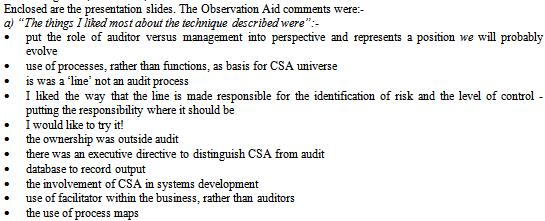 Enclosed are the presentation slides. The Observation Aid comments were:-
a) “The things I liked most about the technique described were”:-
• put the role of auditor versus management into perspective and represents a position we will probably
evolve
• use of processes, rather than functions, as basis for CSA universe
• is was a ‘line’ not an audit process
• I liked the way that the line is made responsible for the identification of risk and the level of control -
putting the responsibility where it should be
• I would like to try it!
• the ownership was outside audit
• there was an executive directive to distinguish CSA from audit
• database to record output
• the involvement of CSA in systems development
• use of facilitator within the business, rather than auditors
• the use of process maps